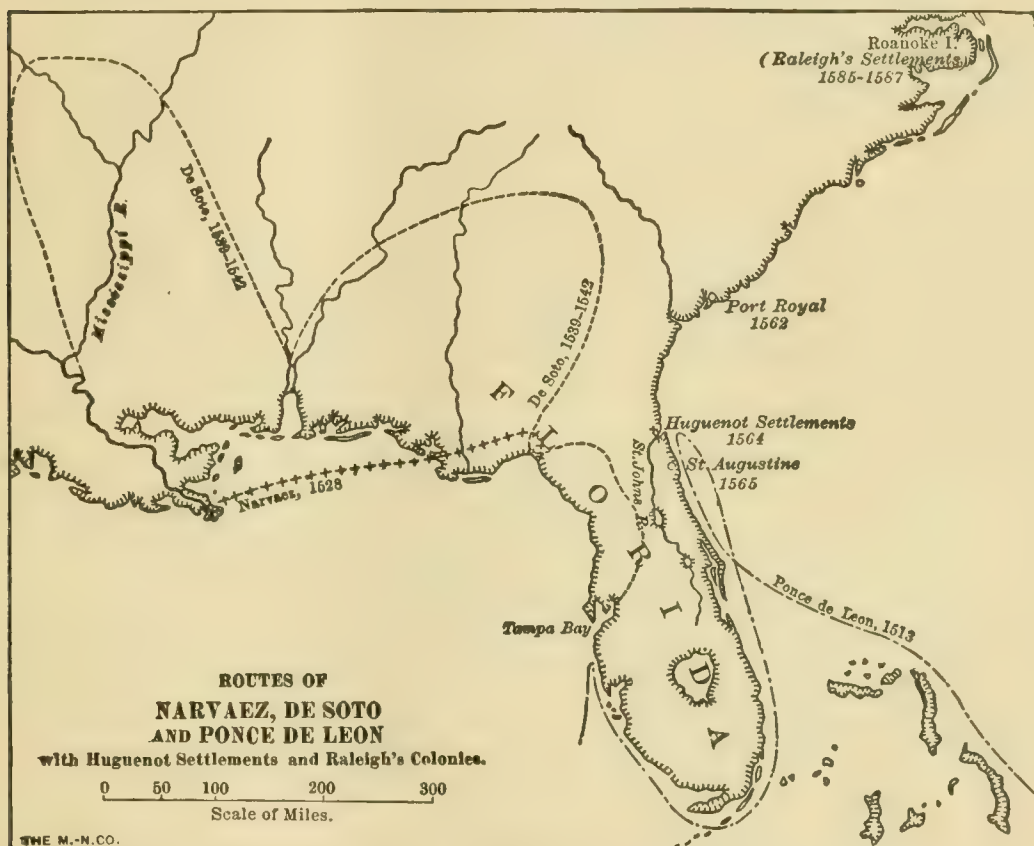 Roanoke I.
(Raleigh's Settlements)
1585-1587
De Soto, 1539-1542
Mississippi R.
Port Royal
1562
De Soto, 1539-1542
Huguenot Settlements
1564
St. Augustine
1565
St. Johns R.
Narvaez, 1528
FLORIDA
Ponce de Leon, 1513
Tampa Bay
ROUTES OF
NARVAEZ, DE SOTO
AND PONCE DE LEON
with Huguenot Settlements and Raleigh's Colonies.
0 50 100 200 300
Scale of Miles.
THE M.-N. CO.